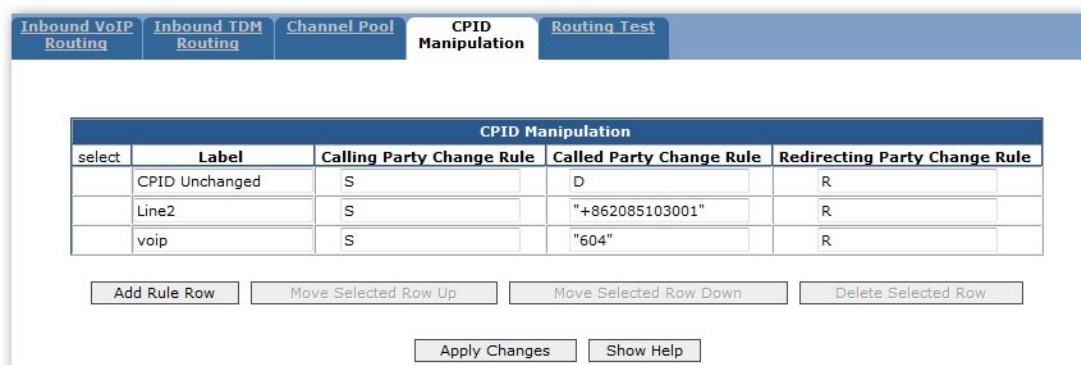 Inbound VoIP Routing Inbound TDM Routing Channel Pool CPID Manipulation Routing Test
CPID Manipulation
select Label Calling Party Change Rule Called Party Change Rule Redirecting Party Change Rule
CPID Unchanged S D R
Line2 S "+862085103001" R
voip S "604" R
Add Rule Row Move Selected Row Up Move Selected Row Down Delete Selected Row
Apply Changes Show Help